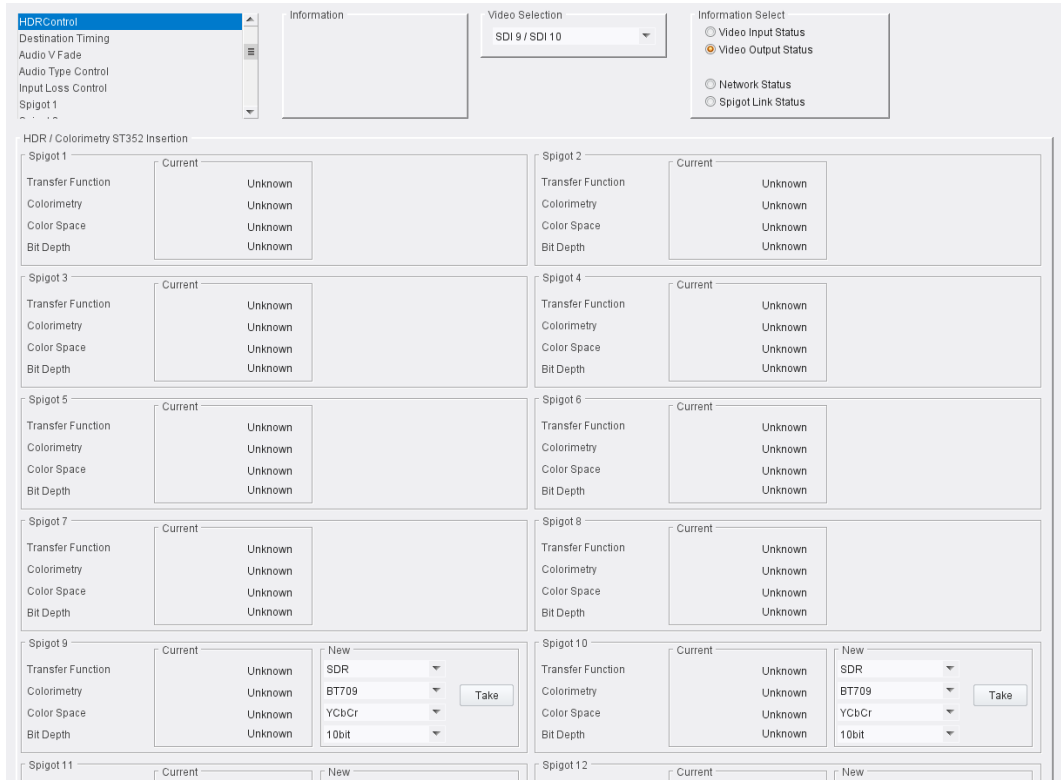 HDRControl
Destination Timing
Audio V Fade
Audio Type Control
Input Loss Control
Spigot 1
Information
Video Selection
SDI 9 / SDI 10
Information Select
Video Input Status
Video Output Status
Network Status
Spigot Link Status
HDR / Colorimetry ST352 Insertion
Spigot 1
Current
Transfer Function Unknown
Colorimetry Unknown
Color Space Unknown
Bit Depth Unknown
Spigot 2
Current
Transfer Function Unknown
Colorimetry Unknown
Color Space Unknown
Bit Depth Unknown
Spigot 3
Current
Transfer Function Unknown
Colorimetry Unknown
Color Space Unknown
Bit Depth Unknown
Spigot 4
Current
Transfer Function Unknown
Colorimetry Unknown
Color Space Unknown
Bit Depth Unknown
Spigot 5
Current
Transfer Function Unknown
Colorimetry Unknown
Color Space Unknown
Bit Depth Unknown
Spigot 6
Current
Transfer Function Unknown
Colorimetry Unknown
Color Space Unknown
Bit Depth Unknown
Spigot 7
Current
Transfer Function Unknown
Colorimetry Unknown
Color Space Unknown
Bit Depth Unknown
Spigot 8
Current
Transfer Function Unknown
Colorimetry Unknown
Color Space Unknown
Bit Depth Unknown
Spigot 9
Current New
Transfer Function Unknown SDR
Colorimetry Unknown BT709 Take
Color Space Unknown YCbCr
Bit Depth Unknown 10bit
Spigot 10
Current New
Transfer Function Unknown SDR
Colorimetry Unknown BT709 Take
Color Space Unknown YCbCr
Bit Depth Unknown 10bit
Spigot 11
Current New
Spigot 12
Current New